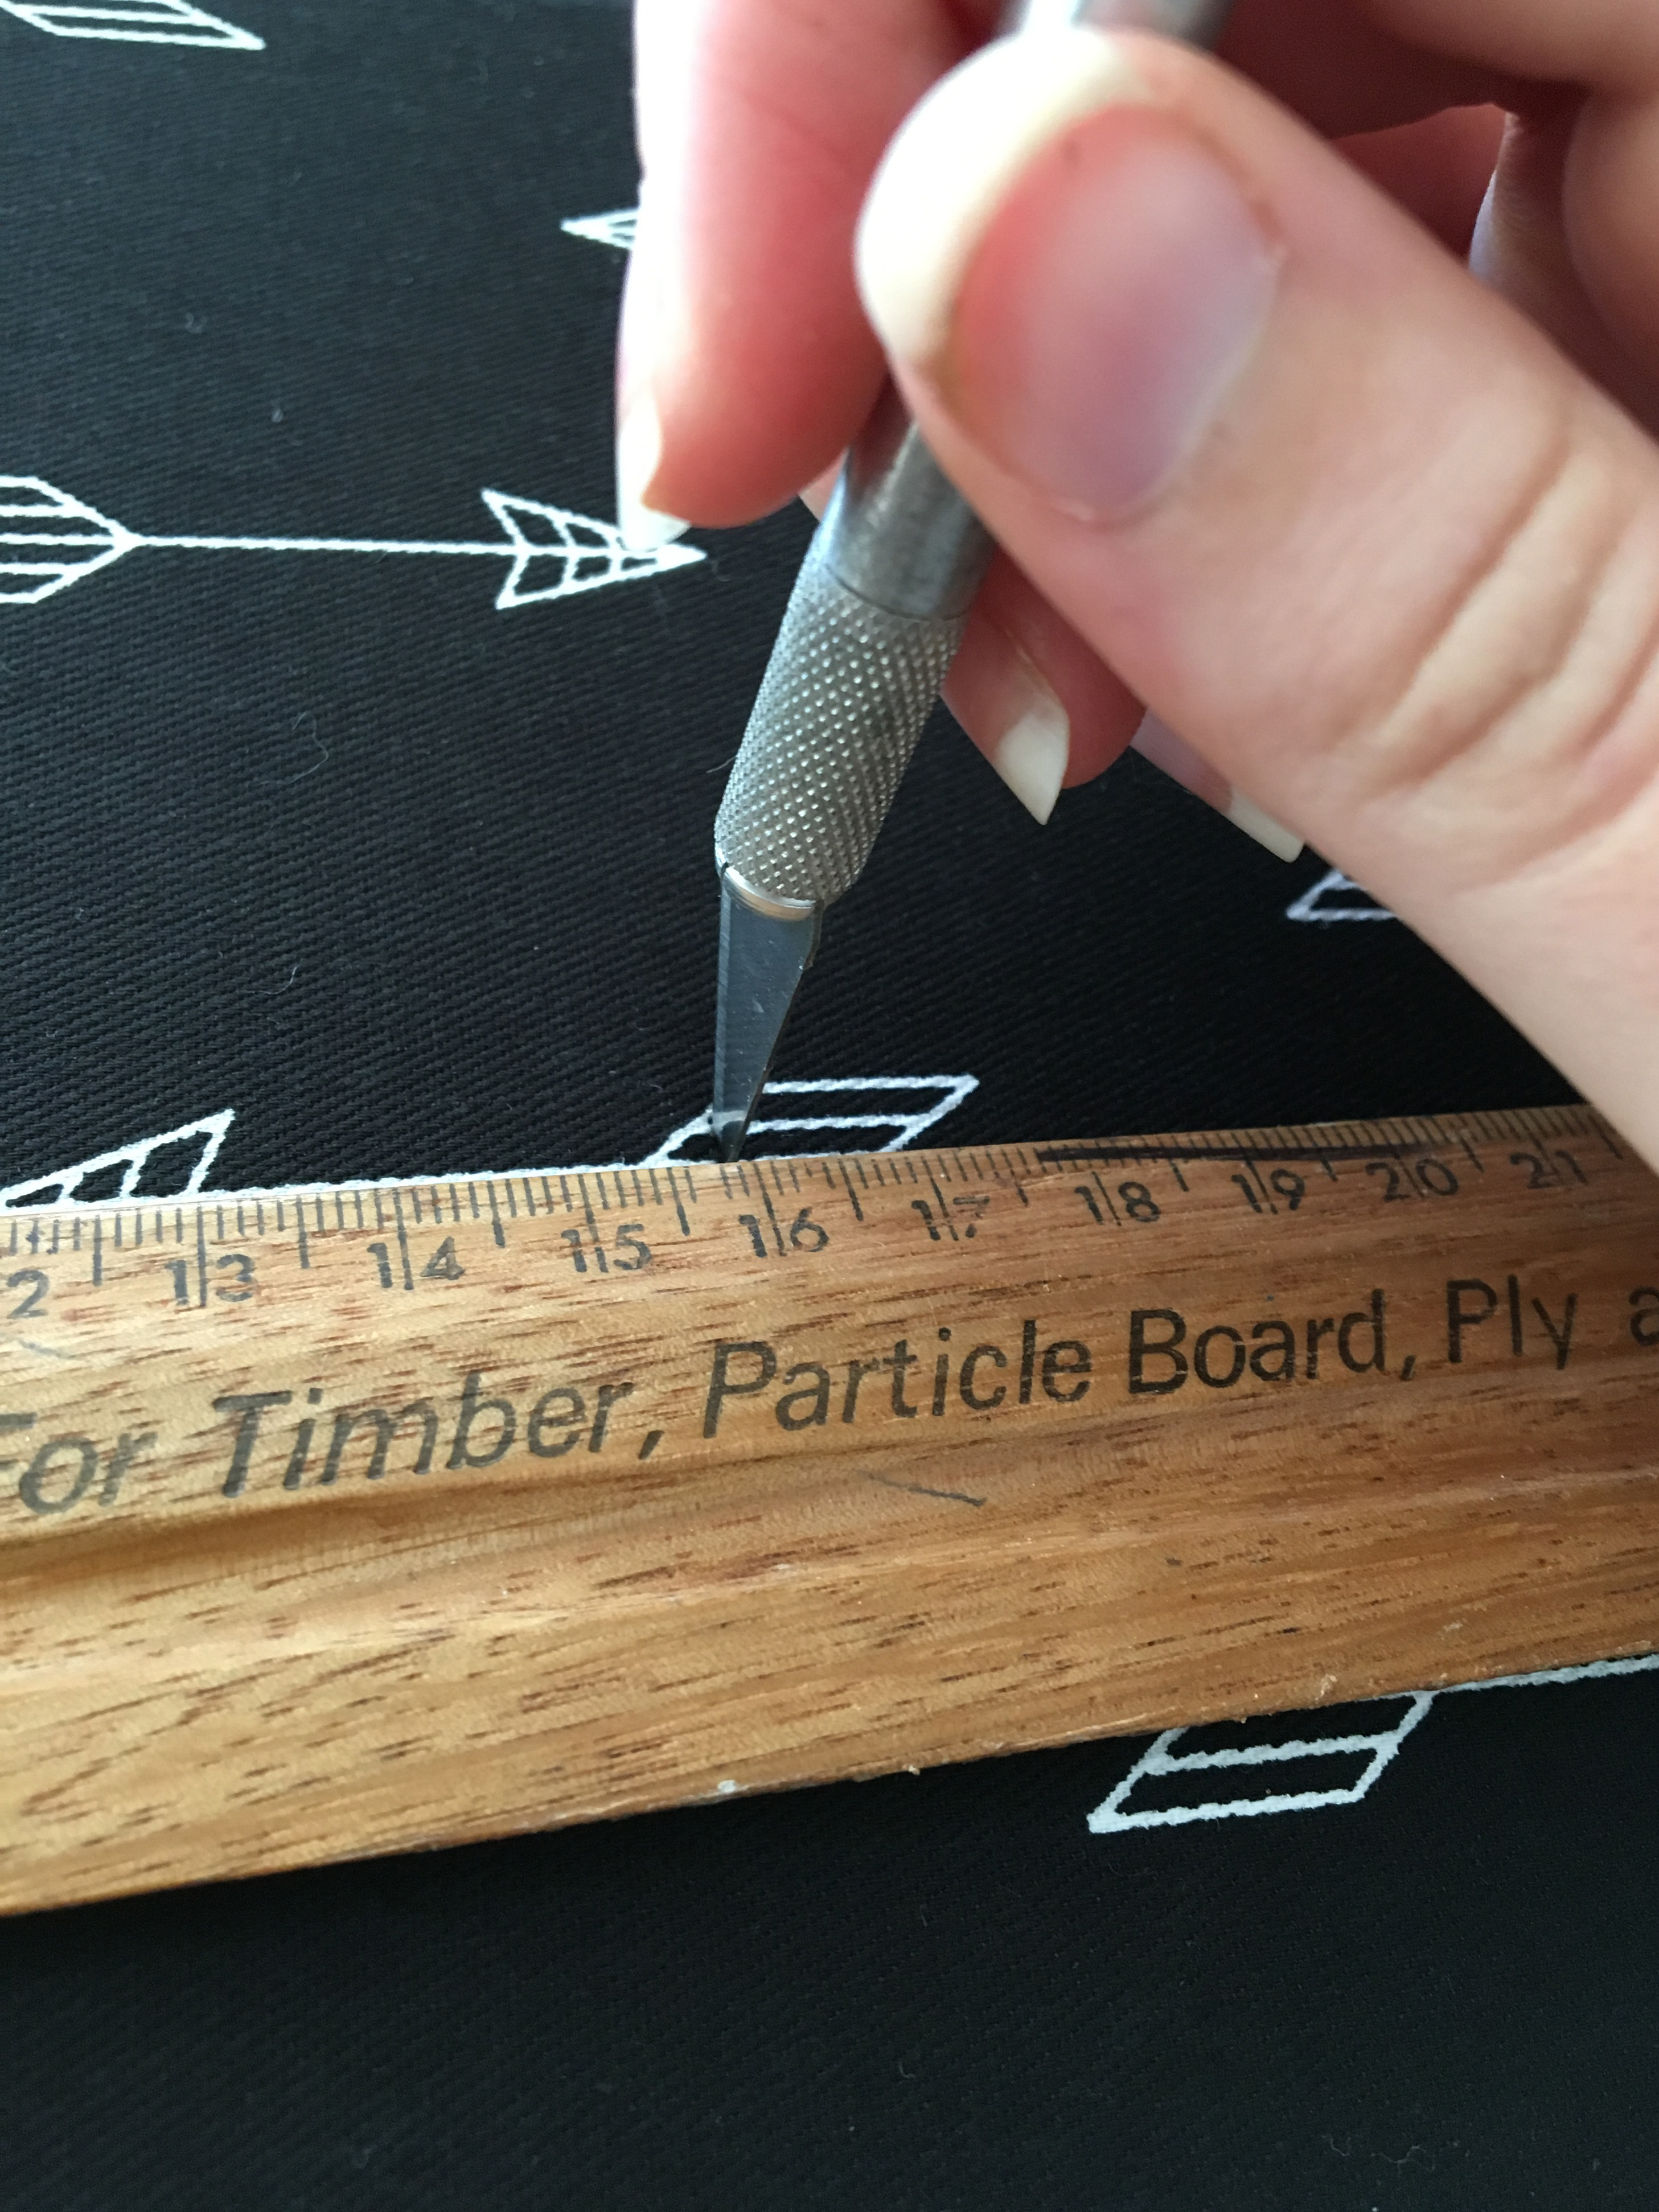 2 13 14 15 16 17 18 19 20 21
For Timber, Particle Board, Ply a